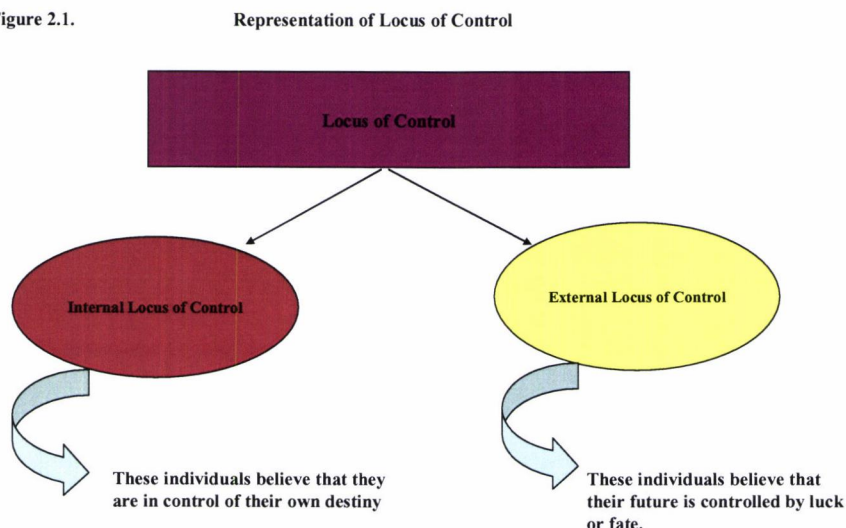 igure 2.1. Representation of Locus of Control
Locus of Control
Internal Locus of Control
External Locus of Control
These individuals believe that they
are in control of their own destiny
These individuals believe that
their future is controlled by luck
or fate.